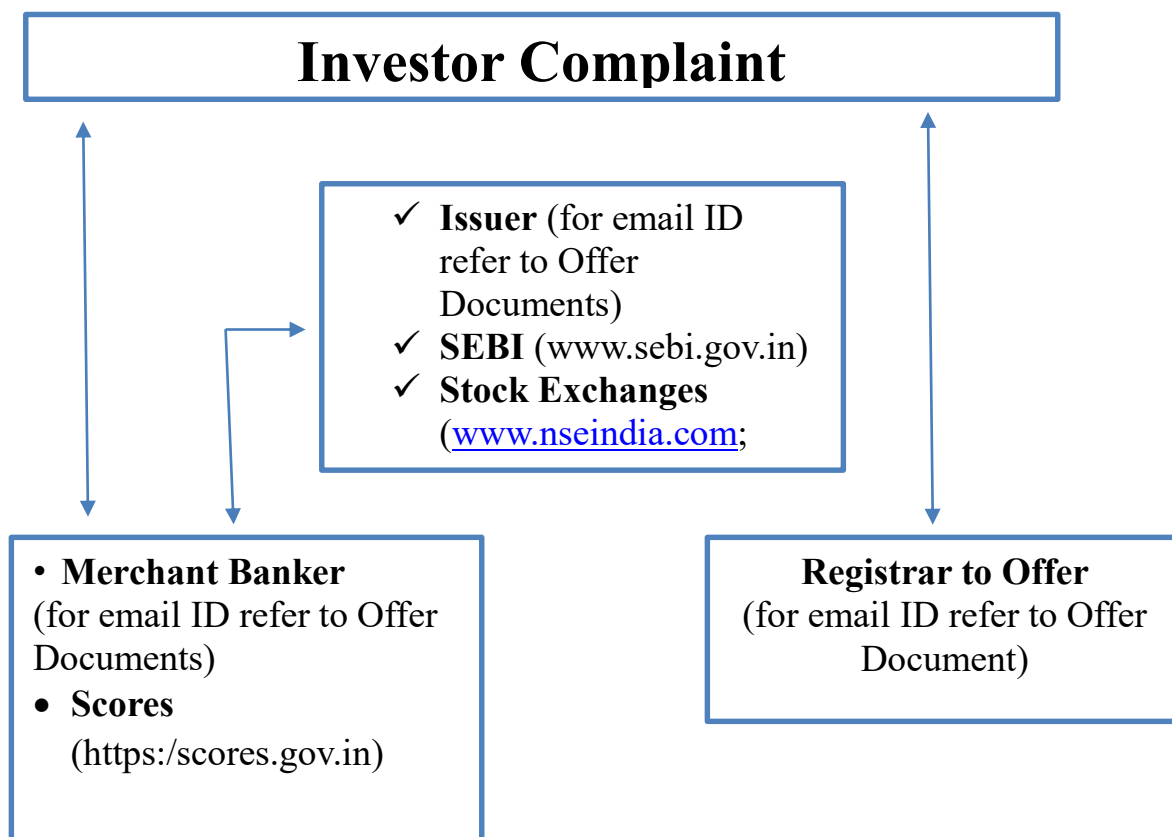 Investor Complaint
✓ Issuer (for email ID
refer to Offer
Documents)
✓ SEBI (www.sebi.gov.in)
✓ Stock Exchanges
(www.nseindia.com;
• Merchant Banker
(for email ID refer to Offer
Documents)
• Scores
(https:/scores.gov.in)
Registrar to Offer
(for email ID refer to Offer
Document)